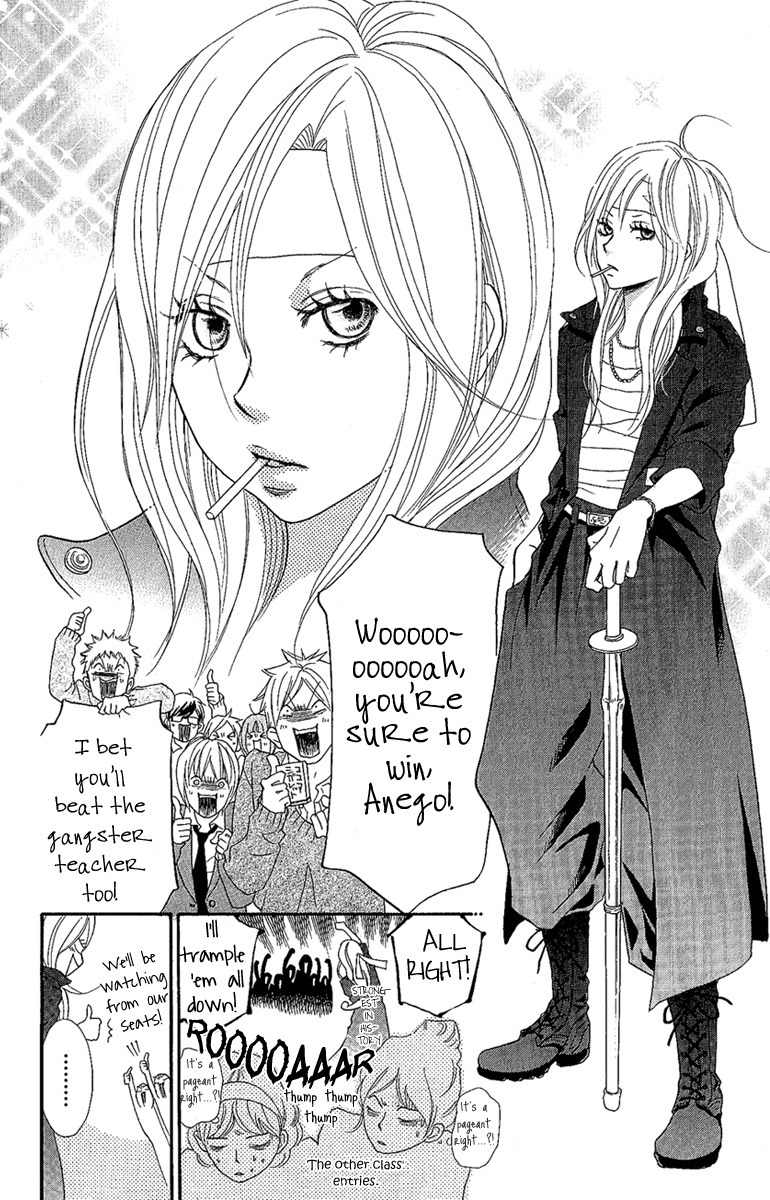 Wooooo-
ooooooah,
you're
sure to
win,
Anego!
I bet
you'll
beat the
gangster
teacher
too!
ALL
RIGHT!
STRONG-
EST
IN
HIS-
TORY
I'll
trample
'em all
down!
ROOOOAAAR
thump thump
thump
It's a
pageant
right...?!
It's a
pageant
right...?!
The other class'
entries.
We'll be
watching
from our
seats!
!!!
.........